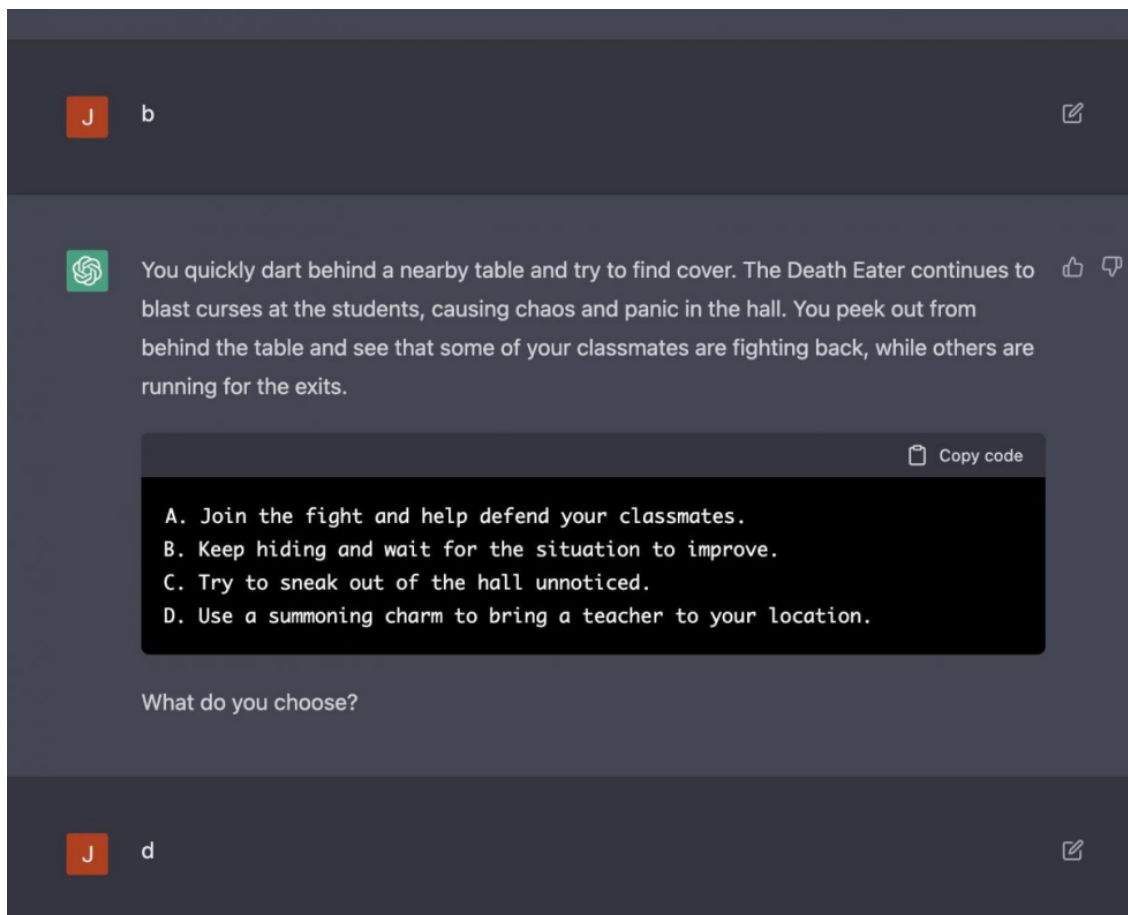 J b
You quickly dart behind a nearby table and try to find cover. The Death Eater continues to
blast curses at the students, causing chaos and panic in the hall. You peek out from
behind the table and see that some of your classmates are fighting back, while others are
running for the exits.
Copy code
A. Join the fight and help defend your classmates.
B. Keep hiding and wait for the situation to improve.
C. Try to sneak out of the hall unnoticed.
D. Use a summoning charm to bring a teacher to your location.
What do you choose?
J d